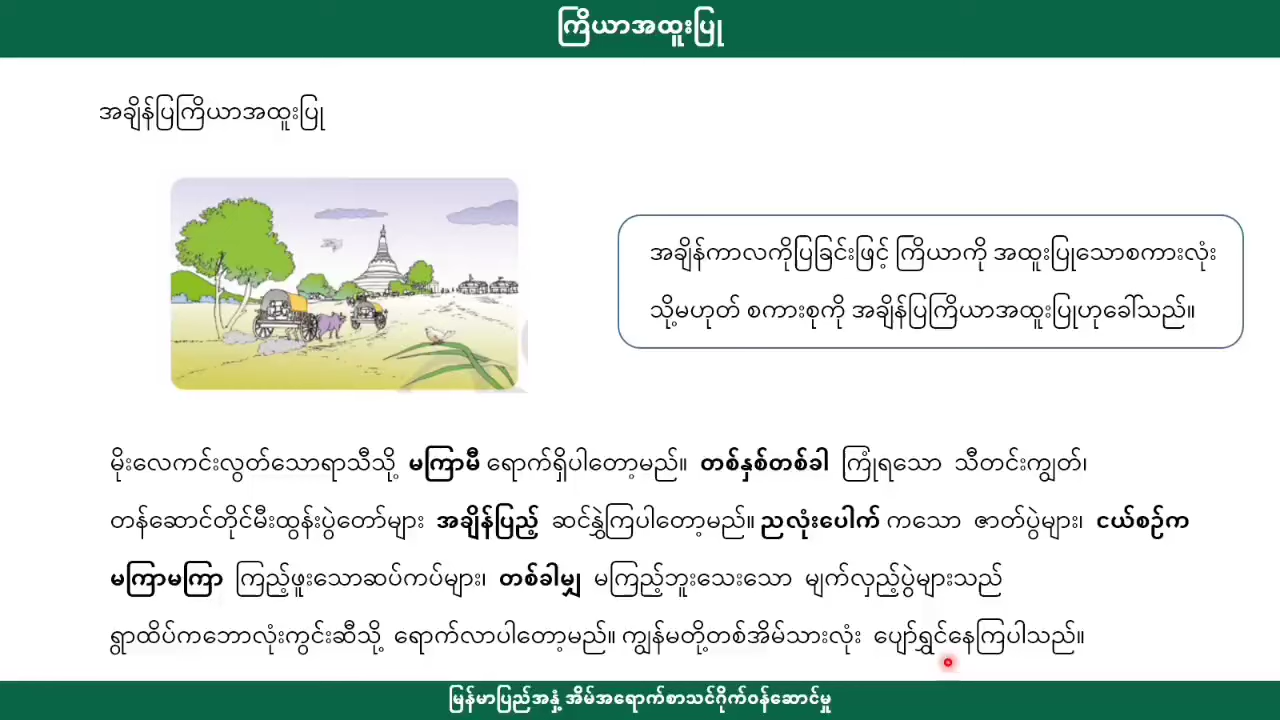 ကြိယာအထူးပြု
အချိန်ပြကြိယာအထူးပြု
အချိန်ကာလကိုပြခြင်းဖြင့် ကြိယာကို အထူးပြုသောစကားလုံး
သို့မဟုတ် စကားစုကို အချိန်ပြကြိယာအထူးပြုဟုခေါ်သည်။
မိုးလေကင်းလွတ်သောရာသီသို့ မကြာမီ ရောက်ရှိပါတော့မည်။ တစ်နှစ်တစ်ခါ ကြုံရသော သီတင်းကျွတ်၊
တန်ဆောင်တိုင်မီးထွန်းပွဲတော်များ အချိန်ပြည့် ဆင်နွှဲကြပါတော့မည်။ ညလုံးပေါက် ကသော ဇာတ်ပွဲများ၊ ငယ်စဉ်က
မကြာမကြာ ကြည့်ဖူးသောဆပ်ကပ်များ၊ တစ်ခါမျှ မကြည့်ဘူးသေးသော မျက်လှည့်ပွဲများသည်
ရွာထိပ်ကဘောလုံးကွင်းဆီသို့ ရောက်လာပါတော့မည်။ ကျွန်မတို့တစ်အိမ်သားလုံး ပျော်ရွှင်နေကြပါသည်။
မြန်မာပြည်အနှံ့ အိမ်အရောက်စာသင်ဂိုက်ဝန်ဆောင်မှု